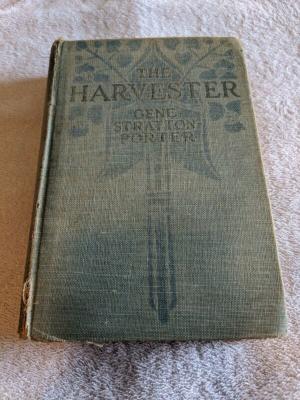 THE
HARVESTER
GENE
STRATTON-
PORTER